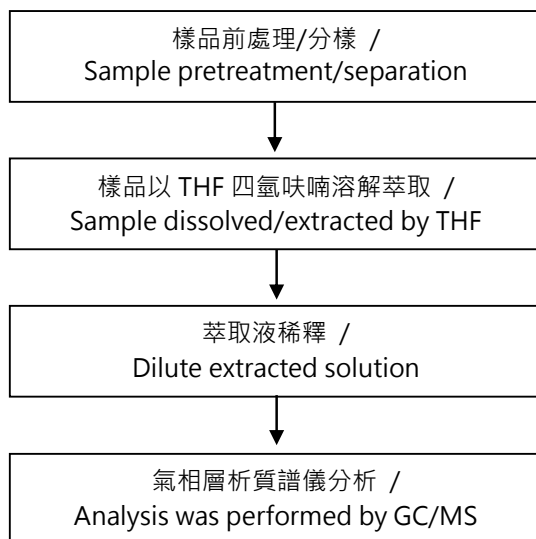 樣品前處理/分樣 /
Sample pretreatment/separation
樣品以 THF 四氫呋喃溶解萃取 /
Sample dissolved/extracted by THF
萃取液稀釋 /
Dilute extracted solution
氣相層析質譜儀分析 /
Analysis was performed by GC/MS